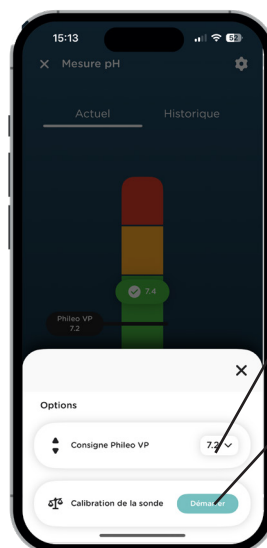 15:13
52
Mesure pH
Actuel
Historique
7.4
Phileo VP
7.2
Options
Consigne Phileo VP
7.2
Calibration de la sonde
Démarrer